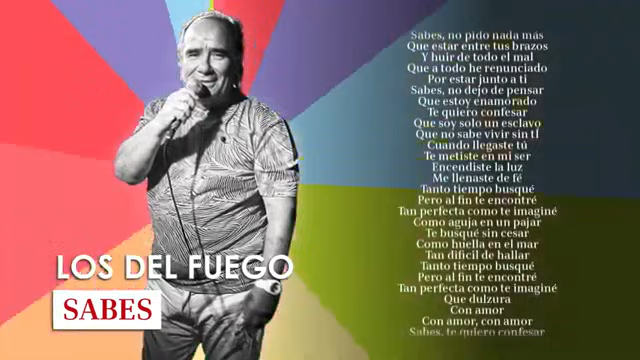 LOS DEL FUEGO
SABES
Sabes, no pido nada más
Que estar entre tus brazos
Y huir de todo el mal
Que a todo he renunciado
Por estar junto a ti
Sabes, no dejo de pensar
Que estoy enamorado
Te quiero confesar
Que soy solo un esclavo
Que no sabe vivir sin tI
Cuando llegaste tú
Te metiste en mi ser
Encendiste la luz
Me llenaste de fé
Tanto tiempo busqué
Pero al fin te encontré
Tan perfecta como te imaginé
Como aguja en un pajar
Te busqué sin cesar
Como huella en el mar
Tan dificil de hallar
Tanto tiempo busqué
Pero al fin te encontré
Tan perfecta como te imaginé
Que dulzura
Con amor
Con amor, con amor
Sabes, te quiero confesar